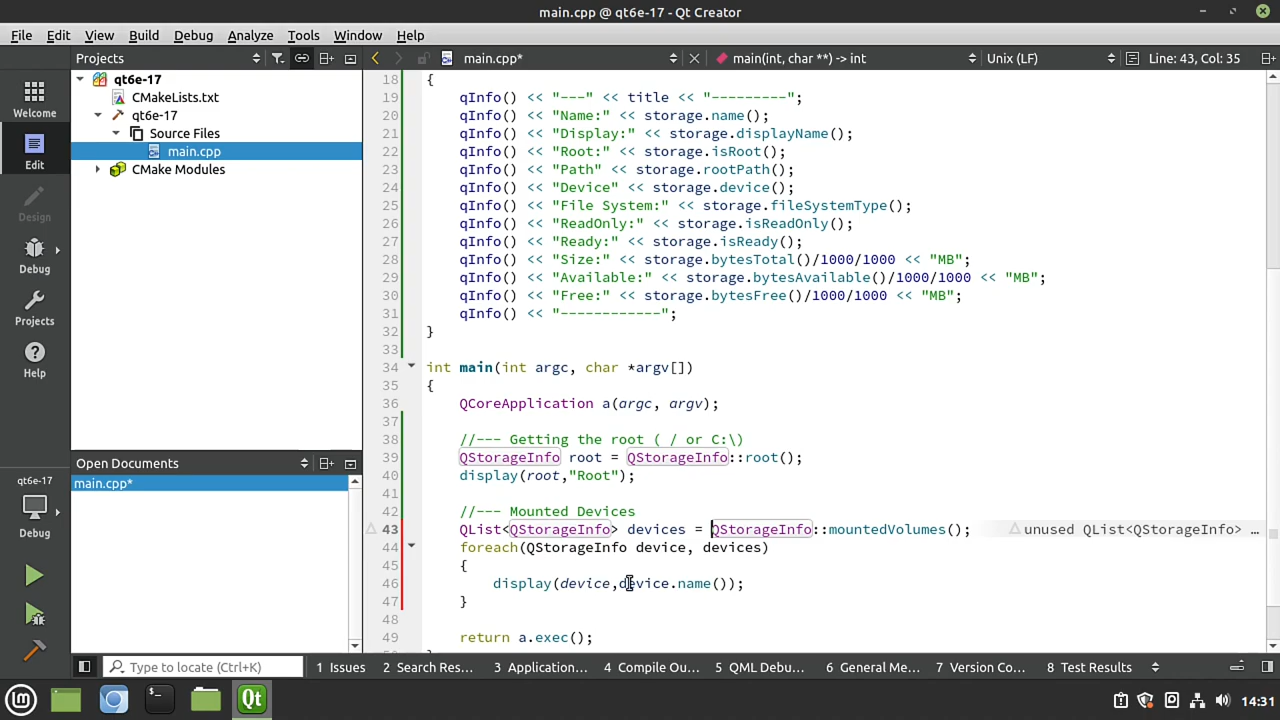 main.cpp @ qt6e-17 - Qt Creator
File Edit View Build Debug Analyze Tools Window Help
Projects
main.cpp*
main(int, char **) -> int
Unix (LF)
Line: 43, Col: 35
Welcome
Edit
Design
Debug
Projects
Help
qt6e-17
Debug
qt6e-17
CMakeLists.txt
qt6e-17
Source Files
main.cpp
CMake Modules
Open Documents
main.cpp*
18 {
19 qInfo() << "---" << title << "---------";
20 qInfo() << "Name:" << storage.name();
21 qInfo() << "Display:" << storage.displayName();
22 qInfo() << "Root:" << storage.isRoot();
23 qInfo() << "Path" << storage.rootPath();
24 qInfo() << "Device" << storage.device();
25 qInfo() << "File System:" << storage.fileSystemType();
26 qInfo() << "ReadOnly:" << storage.isReadOnly();
27 qInfo() << "Ready:" << storage.isReady();
28 qInfo() << "Size:" << storage.bytesTotal()/1000/1000 << "MB";
29 qInfo() << "Available:" << storage.bytesAvailable()/1000/1000 << "MB";
30 qInfo() << "Free:" << storage.bytesFree()/1000/1000 << "MB";
31 qInfo() << "------------";
32 }
33
34 int main(int argc, char *argv[])
35 {
36 QCoreApplication a(argc, argv);
37
38 //--- Getting the root ( / or C:\)
39 QStorageInfo root = QStorageInfo::root();
40 display(root,"Root");
41
42 //--- Mounted Devices
43 QList<QStorageInfo> devices = QStorageInfo::mountedVolumes(); unused QList<QStorageInfo> …
44 foreach(QStorageInfo device, devices)
45 {
46 display(device,device.name());
47 }
48
49 return a.exec();
Type to locate (Ctrl+K)
1 Issues
2 Search Res...
3 Application...
4 Compile Ou...
5 QML Debu...
6 General Me...
7 Version Co...
8 Test Results
14:31